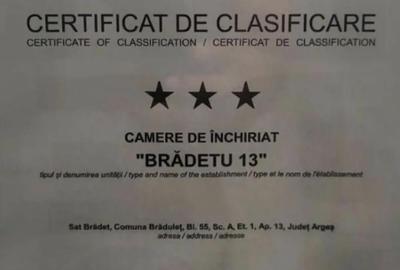 CERTIFICAT DE CLASIFICARE
CERTIFICATE OF CLASSIFICATION / CERTIFICAT DE CLASSIFICATION
★ ★ ★
CAMERE DE ÎNCHIRIAT
"BRĂDETU 13"
tipul și denumirea unității / type and name of the establishment / type et le nom de l'établissement
Sat Brădet, Comuna Brăduleț, Bl. 55, Sc. A, Et. 1, Ap. 13, Județ Argeș
adresa / address / adresse